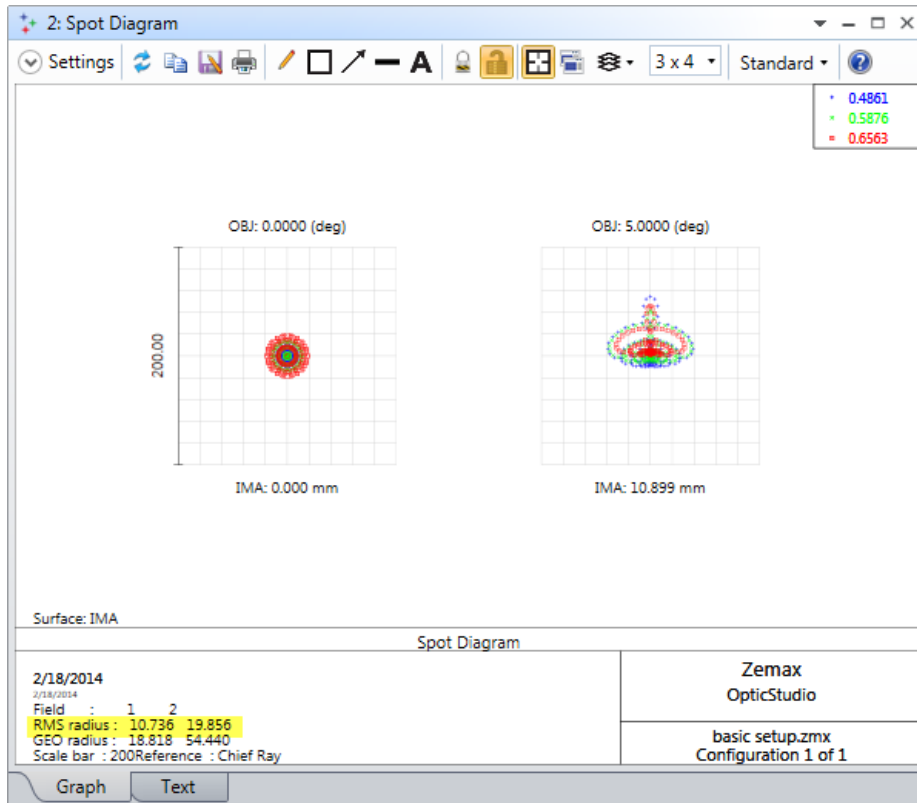 2: Spot Diagram
Settings A 3 x 4 Standard ?
0.4861
0.5876
0.6563
OBJ: 0.0000 (deg)
OBJ: 5.0000 (deg)
200.00
IMA: 0.000 mm
IMA: 10.899 mm
Surface: IMA
Spot Diagram
2/18/2014
2/18/2014
Field : 1 2
RMS radius : 10.736 19.856
GEO radius : 18.818 54.440
Scale bar : 200Reference : Chief Ray
Zemax
OpticStudio
basic setup.zmx
Configuration 1 of 1
Graph Text